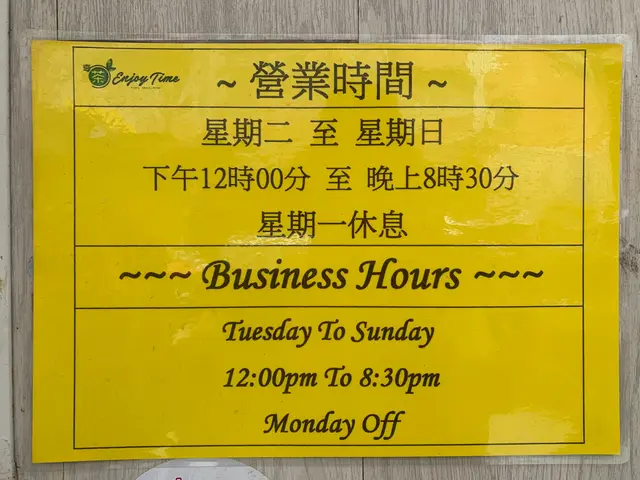 茶 Enjoy Time
~ 營業時間 ~
星期二 至 星期日
下午12時00分 至 晚上8時30分
星期一休息
~~~ Business Hours ~~~
Tuesday To Sunday
12:00pm To 8:30pm
Monday Off